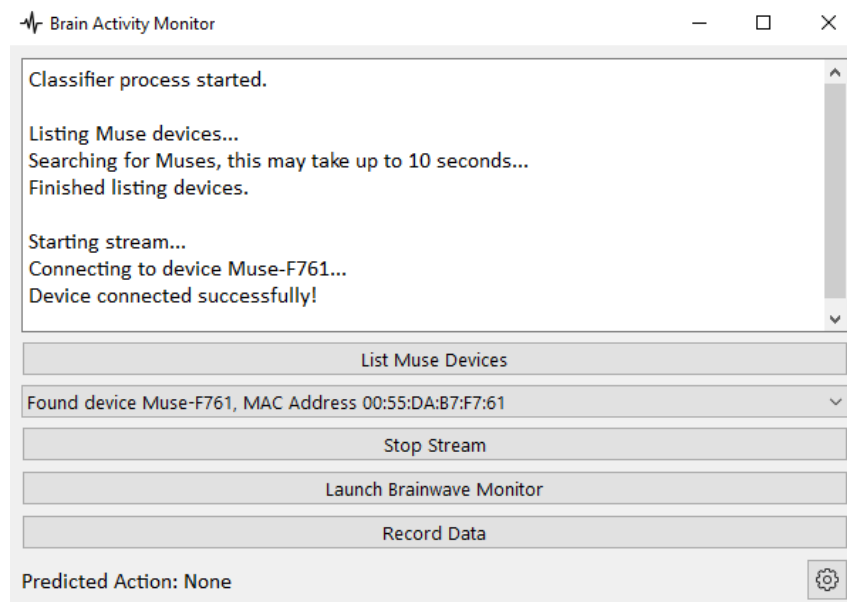 Brain Activity Monitor
Classifier process started.
Listing Muse devices...
Searching for Muses, this may take up to 10 seconds...
Finished listing devices.
Starting stream...
Connecting to device Muse-F761...
Device connected successfully!
List Muse Devices
Found device Muse-F761, MAC Address 00:55:DA:B7:F7:61
Stop Stream
Launch Brainwave Monitor
Record Data
Predicted Action: None